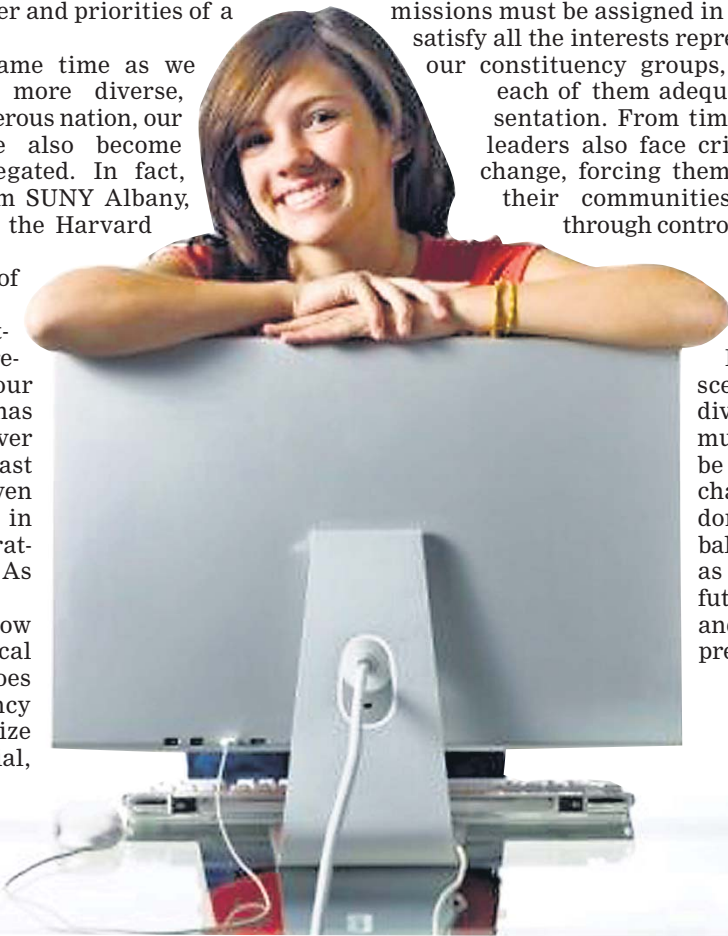 er and priorities of a
ame time as we
more diverse,
erous nation, our
e also become
egated. In fact,
m SUNY Albany,
the Harvard
of
t-
e-
our
has
ver
ast
ven
in
rat-
As
ow
cal
oes
ncy
ize
al,
missions must be assigned in
satisfy all the interests repre
our constituency groups,
each of them adequ
sentation. From tim
leaders also face cri
change, forcing them
their communities
through contro
sce
div
mu
be
cha
dor
bal
as
fut
and
pre